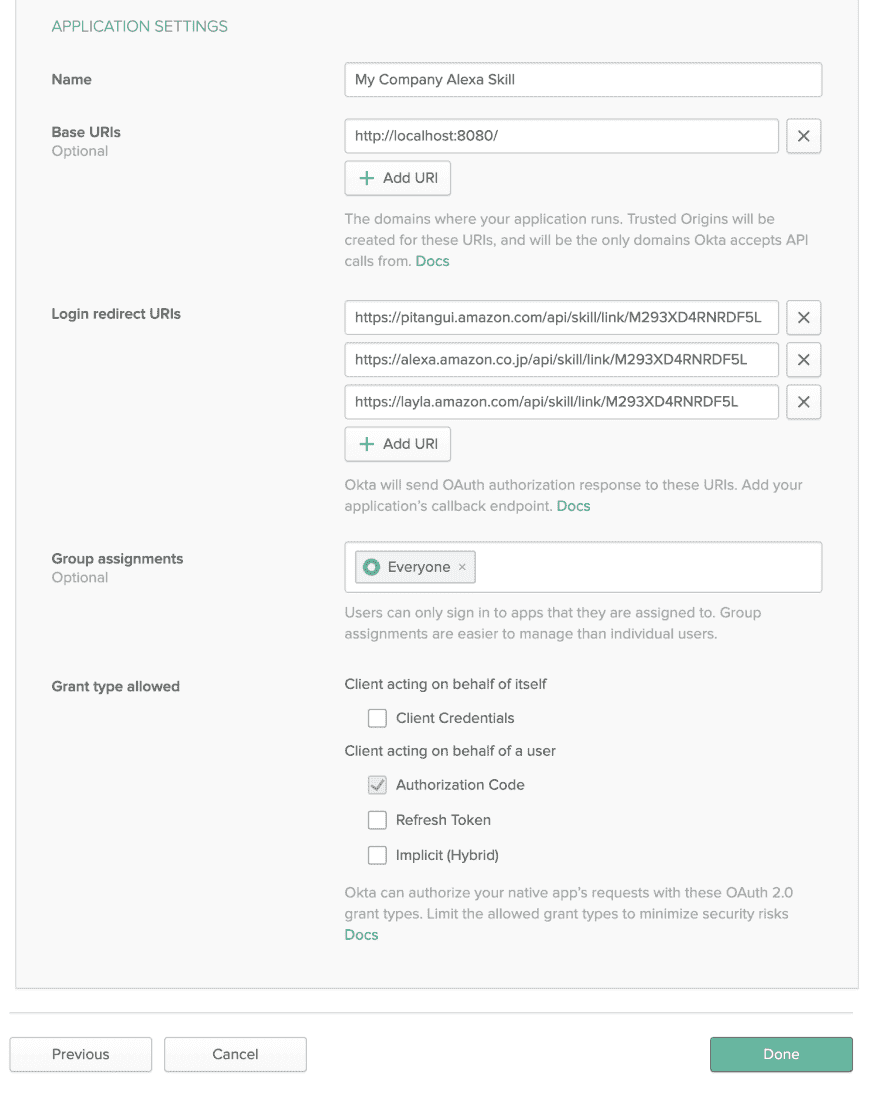 APPLICATION SETTINGS
Name
My Company Alexa Skill
Base URIs
Optional
http://localhost:8080/
Add URI
The domains where your application runs. Trusted Origins will be
created for these URIs, and will be the only domains Okta accepts API
calls from. Docs
Login redirect URIs
https://pitangui.amazon.com/api/skill/link/M293XD4RNRDF5L
https://alexa.amazon.co.jp/api/skill/link/M293XD4RNRDF5L
https://layla.amazon.com/api/skill/link/M293XD4RNRDF5L
Add URI
Okta will send OAuth authorization response to these URIs. Add your
application's callback endpoint. Docs
Group assignments
Optional
Everyone ×
Users can only sign in to apps that they are assigned to. Group
assignments are easier to manage than individual users.
Grant type allowed
Client acting on behalf of itself
Client Credentials
Client acting on behalf of a user
Authorization Code
Refresh Token
Implicit (Hybrid)
Okta can authorize your native app's requests with these OAuth 2.0
grant types. Limit the allowed grant types to minimize security risks
Docs
Previous
Cancel
Done